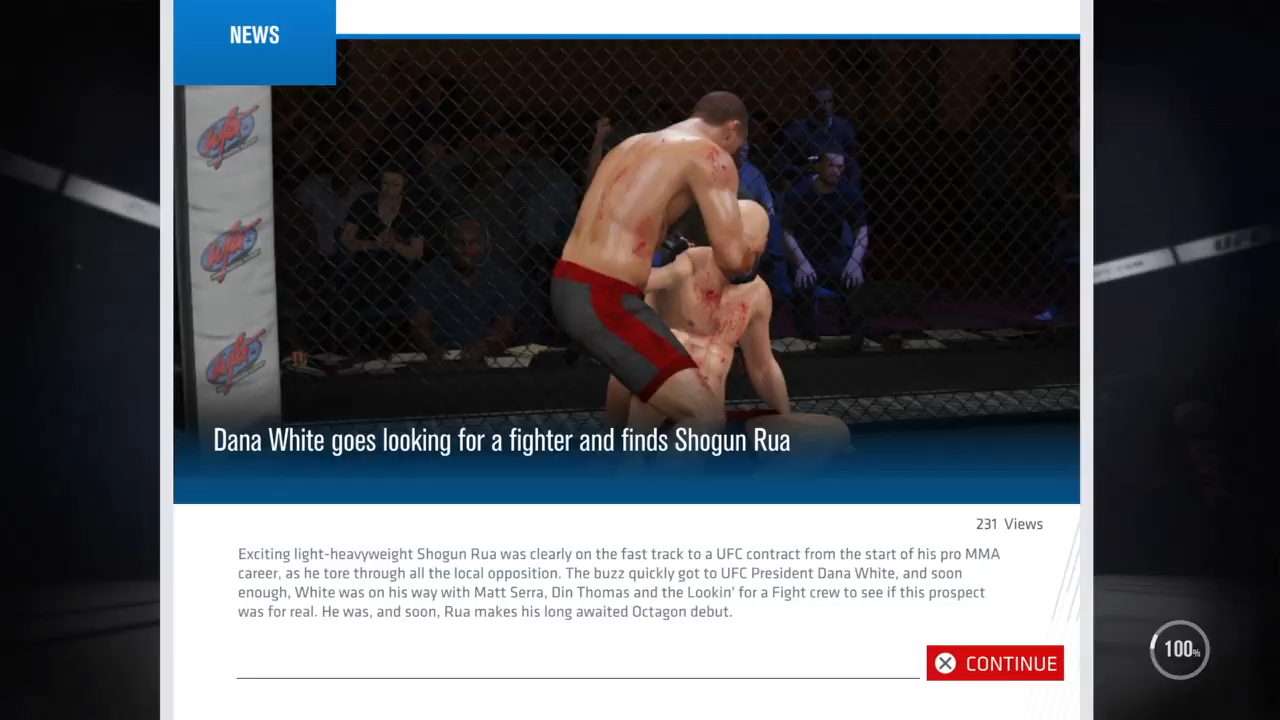 NEWS
wfa
wfa
wfa
Dana White goes looking for a fighter and finds Shogun Rua
231 Views
Exciting light-heavyweight Shogun Rua was clearly on the fast track to a UFC contract from the start of his pro MMA
career, as he tore through all the local opposition. The buzz quickly got to UFC President Dana White, and soon
enough, White was on his way with Matt Serra, Din Thomas and the Lookin' for a Fight crew to see if this prospect
was for real. He was, and soon, Rua makes his long awaited Octagon debut.
CONTINUE
100%